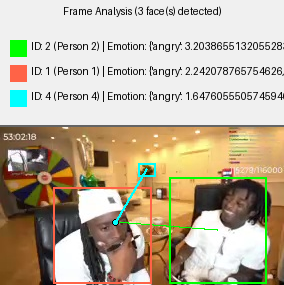 Frame Analysis (3 face(s) detected)
ID: 2 (Person 2) | Emotion: {'angry': 3.2038655132055283
ID: 1 (Person 1) | Emotion: {'angry': 2.242078765754626,
ID: 4 (Person 4) | Emotion: {'angry': 1.647605550574594
53:02:18